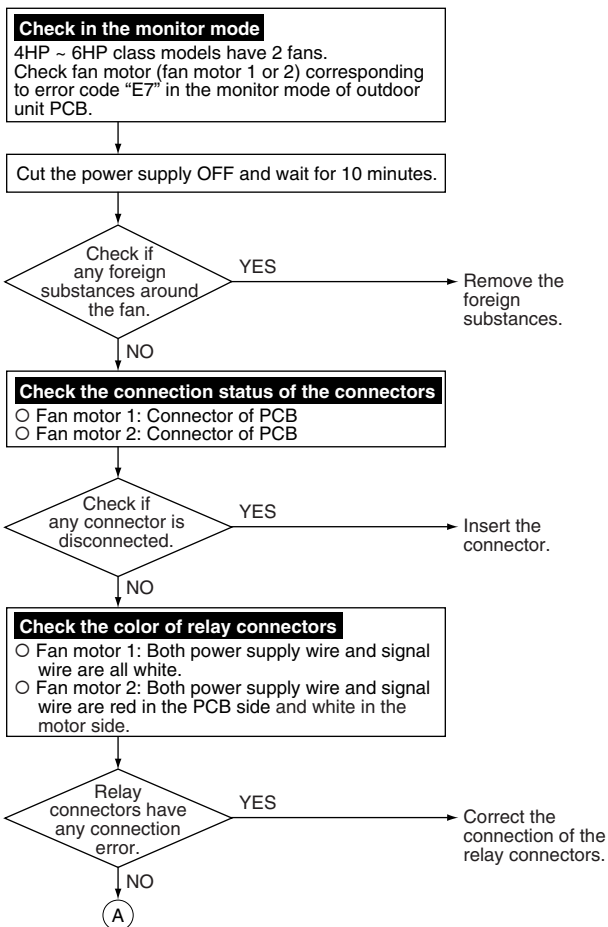 Check in the monitor mode
4HP ~ 6HP class models have 2 fans.
Check fan motor (fan motor 1 or 2) corresponding
to error code “E7” in the monitor mode of outdoor
unit PCB.
Cut the power supply OFF and wait for 10 minutes.
Check if
any foreign
substances around
the fan.
YES
Remove the
foreign
substances.
NO
Check the connection status of the connectors
○ Fan motor 1: Connector of PCB
○ Fan motor 2: Connector of PCB
Check if
any connector is
disconnected.
YES
Insert the
connector.
NO
Check the color of relay connectors
○ Fan motor 1: Both power supply wire and signal
wire are all white.
○ Fan motor 2: Both power supply wire and signal
wire are red in the PCB side and white in the
motor side.
Relay
connectors have
any connection
error.
YES
Correct the
connection of the
relay connectors.
NO
A